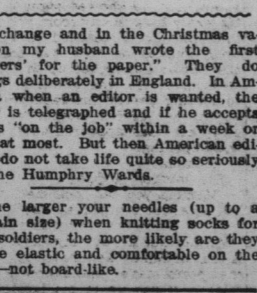 change and in the Christmas va-
n my husband wrote the first
ers' for the paper." They do
s deliberately in England. In Am-
when an editor is wanted, the
is telegraphed and if he accepts
s "on the job" within a week or
at most. But then American edi-
do not take life quite so seriously
he Humphry Wards.
he larger your needles (up to a
ain size) when knitting socks for
soldiers, the more likely are they
e elastic and comfortable on the
—not board-like.